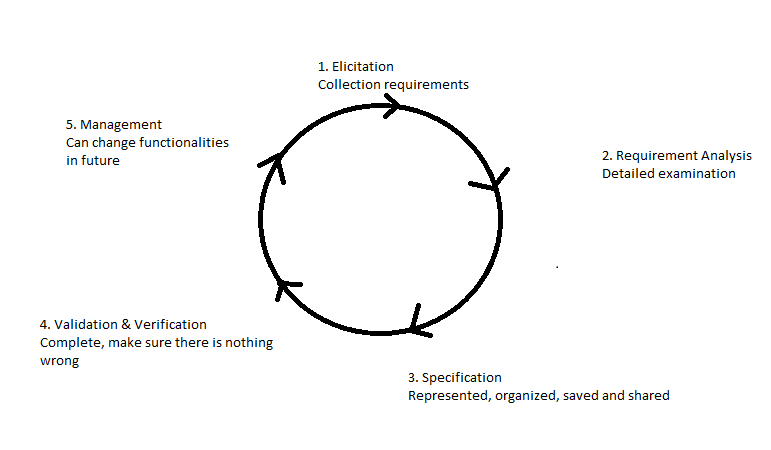 1. Elicitation
Collection requirements
2. Requirement Analysis
Detailed examination
3. Specification
Represented, organized, saved and shared
4. Validation & Verification
Complete, make sure there is nothing
wrong
5. Management
Can change functionalities
in future